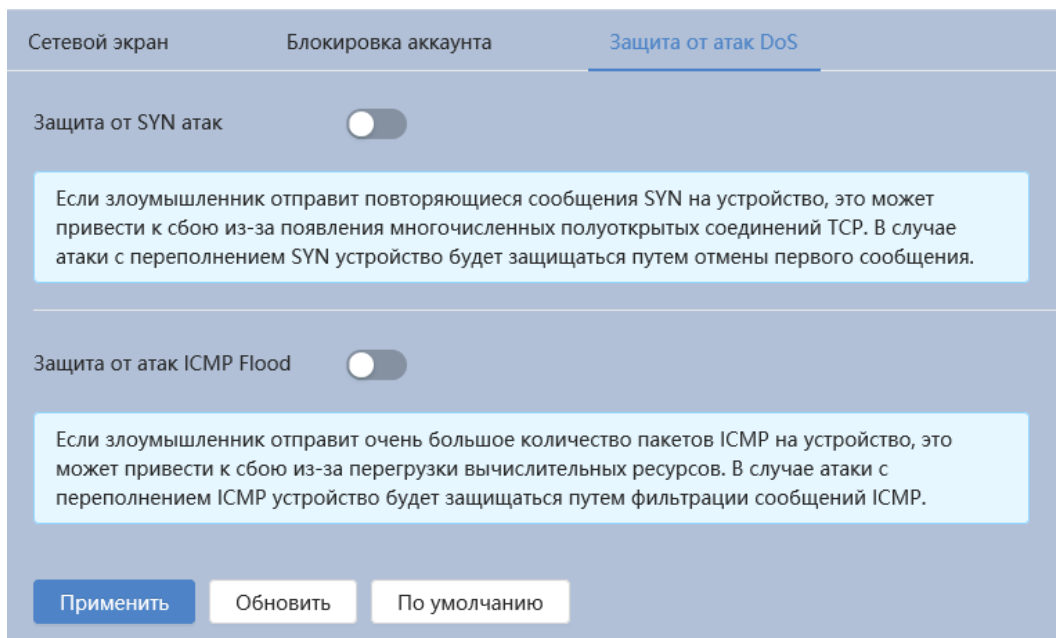 Сетевой экран Блокировка аккаунта Защита от атак DoS
Защита от SYN атак
Если злоумышленник отправит повторяющиеся сообщения SYN на устройство, это может
привести к сбою из-за появления многочисленных полуоткрытых соединений TCP. В случае
атаки с переполнением SYN устройство будет защищаться путем отмены первого сообщения.
Защита от атак ICMP Flood
Если злоумышленник отправит очень большое количество пакетов ICMP на устройство, это
может привести к сбою из-за перегрузки вычислительных ресурсов. В случае атаки с
переполнением ICMP устройство будет защищаться путем фильтрации сообщений ICMP.
Применить Обновить По умолчанию